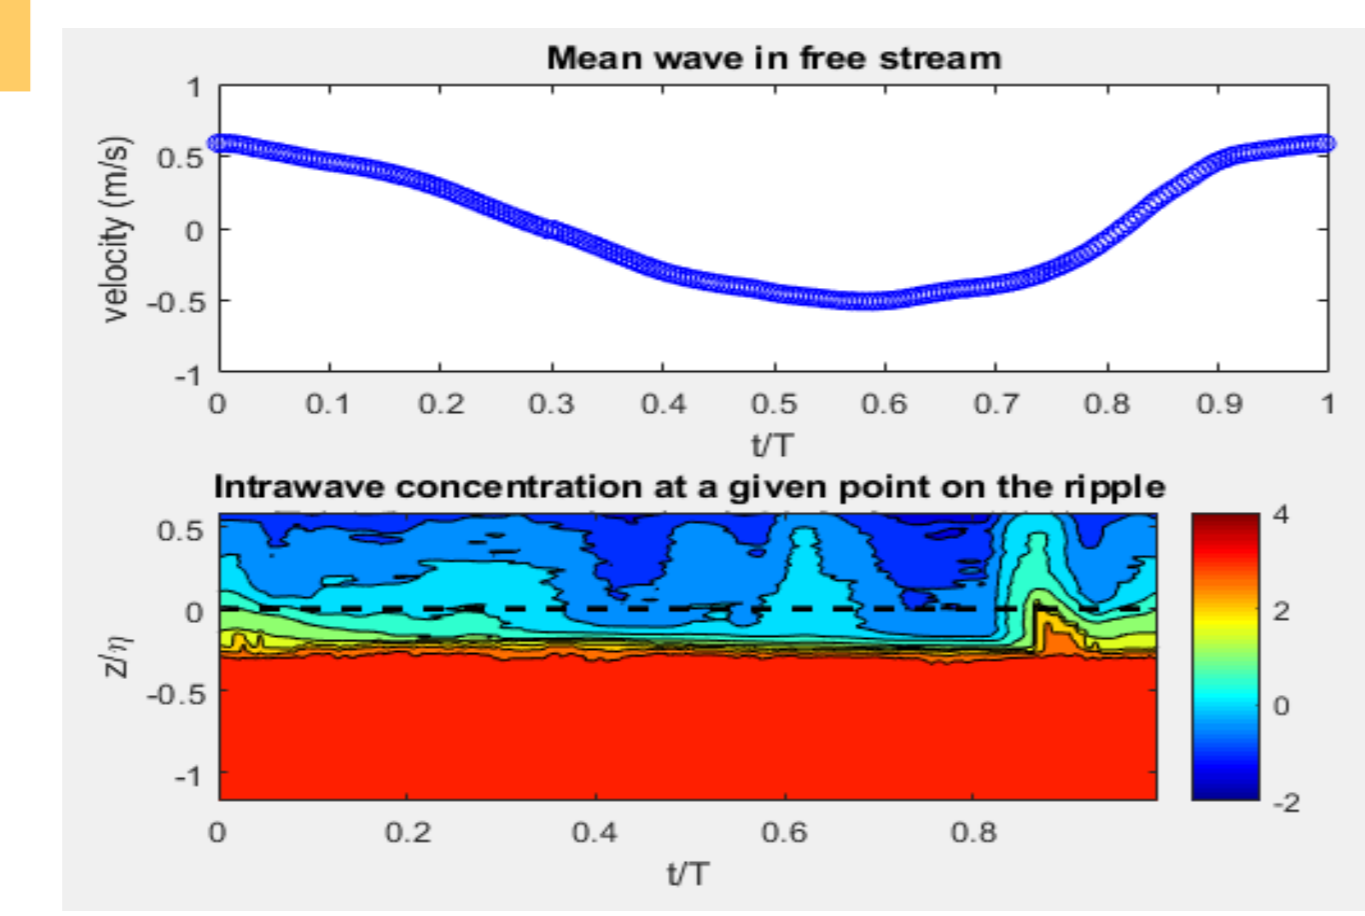 Mean wave in free stream
1
0.5
0
-0.5
-1
velocity (m/s)
0 0.1 0.2 0.3 0.4 0.5 0.6 0.7 0.8 0.9 1
t/T
Intrawave concentration at a given point on the ripple
0.5
0
-0.5
-1
z/η
0 0.2 0.4 0.6 0.8
t/T
4
2
0
-2